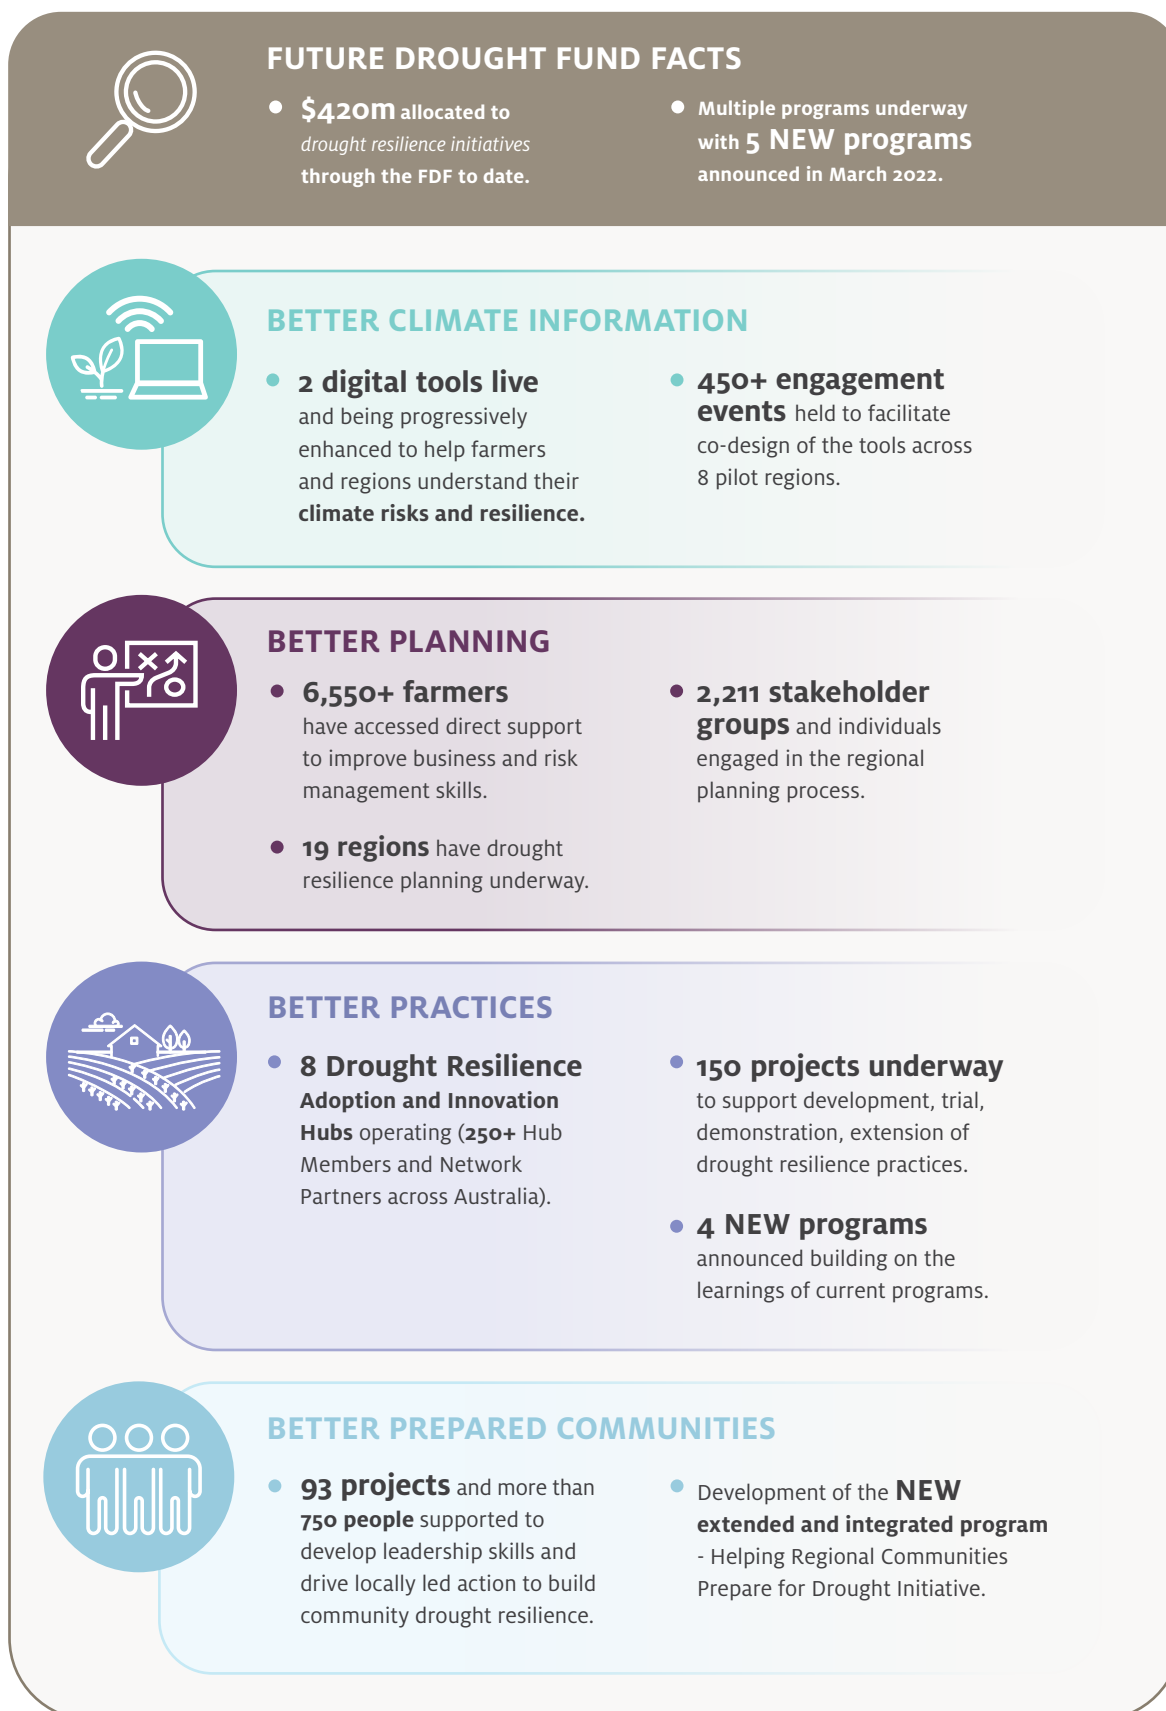 FUTURE DROUGHT FUND FACTS
• $420m allocated to
drought resilience initiatives
through the FDF to date.
• Multiple programs underway
with 5 NEW programs
announced in March 2022.
BETTER CLIMATE INFORMATION
• 2 digital tools live
and being progressively
enhanced to help farmers
and regions understand their
climate risks and resilience.
• 450+ engagement
events held to facilitate
co-design of the tools across
8 pilot regions.
BETTER PLANNING
• 6,550+ farmers
have accessed direct support
to improve business and risk
management skills.
• 19 regions have drought
resilience planning underway.
• 2,211 stakeholder
groups and individuals
engaged in the regional
planning process.
BETTER PRACTICES
• 8 Drought Resilience
Adoption and Innovation
Hubs operating (250+ Hub
Members and Network
Partners across Australia).
• 150 projects underway
to support development, trial,
demonstration, extension of
drought resilience practices.
• 4 NEW programs
announced building on the
learnings of current programs.
BETTER PREPARED COMMUNITIES
• 93 projects and more than
750 people supported to
develop leadership skills and
drive locally led action to build
community drought resilience.
• Development of the NEW
extended and integrated program
- Helping Regional Communities
Prepare for Drought Initiative.